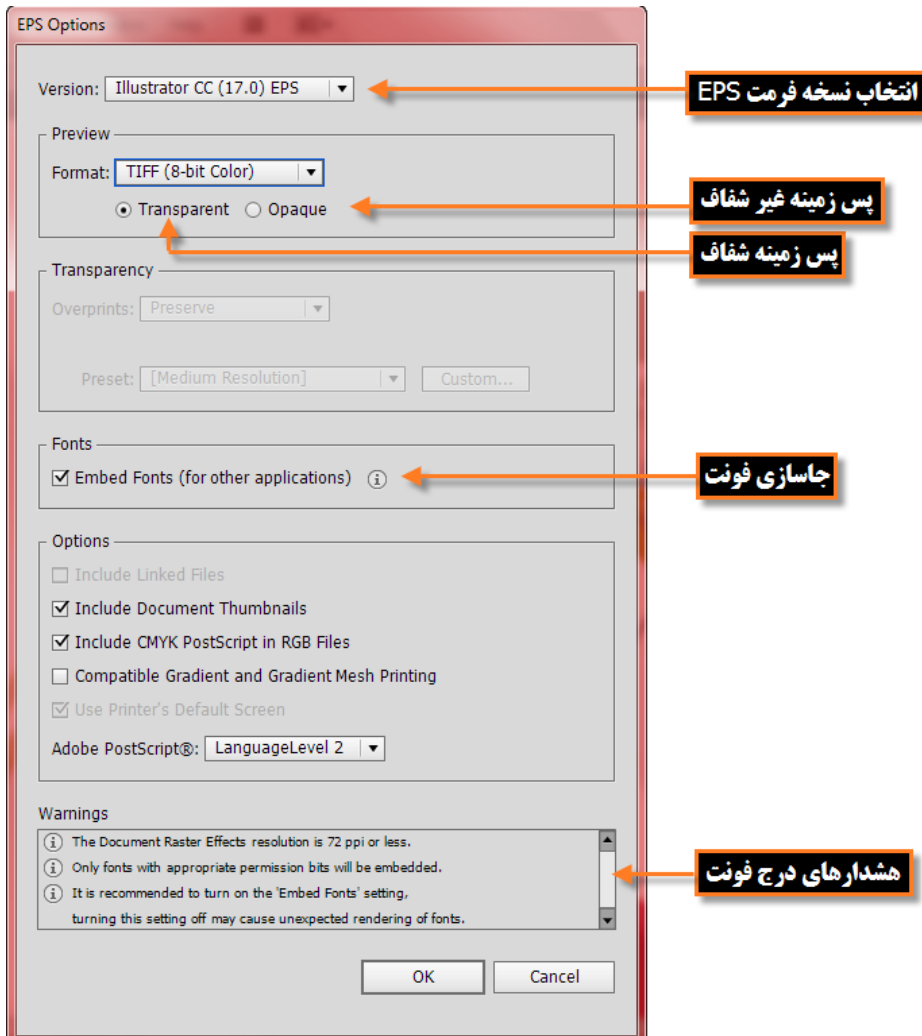 EPS Options
Version: Illustrator CC (17.0) EPS
انتخاب نسخه فرمت EPS
Preview
Format: TIFF (8-bit Color)
Transparent Opaque
پس زمینه غیر شفاف
پس زمینه شفاف
Transparency
Overprints: Preserve
Preset: [Medium Resolution] Custom...
Fonts
Embed Fonts (for other applications)
جاسازی فونت
Options
Include Linked Files
Include Document Thumbnails
Include CMYK PostScript in RGB Files
Compatible Gradient and Gradient Mesh Printing
Use Printer's Default Screen
Adobe PostScript®: LanguageLevel 2
Warnings
The Document Raster Effects resolution is 72 ppi or less.
Only fonts with appropriate permission bits will be embedded.
It is recommended to turn on the 'Embed Fonts' setting,
turning this setting off may cause unexpected rendering of fonts.
هشدارهای درج فونت
OK Cancel